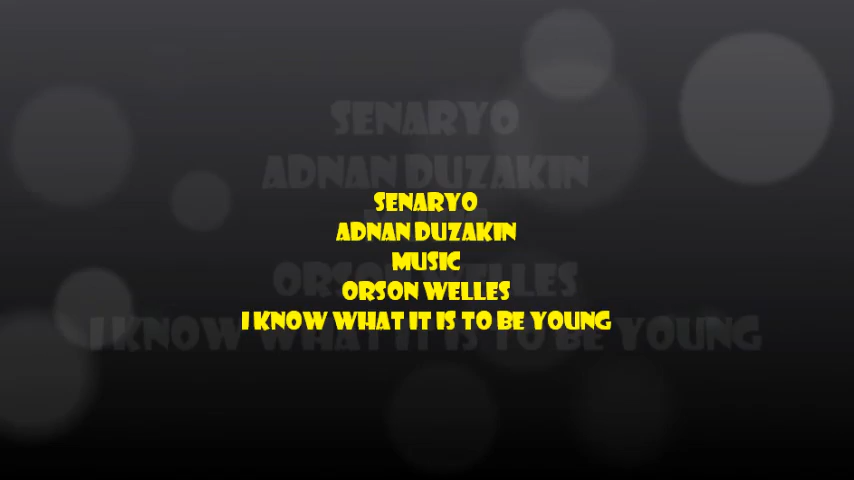 SENARYO
ADNAN DUZAKIN
MUSIC
ORSON WELLES
I KNOW WHAT IT IS TO BE YOUNG